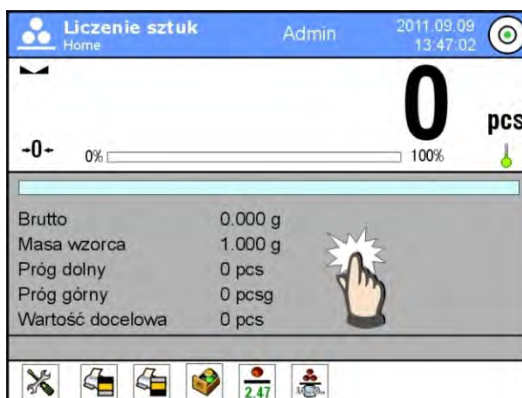 Liczenie sztuk Admin 2011.09.09
Home 13:47:02
0 pcs
→0←
0% 100%
Brutto 0.000 g
Masa wzorca 1.000 g
Próg dolny 0 pcs
Próg górny 0 pcsg
Wartość docelowa 0 pcs
2.47